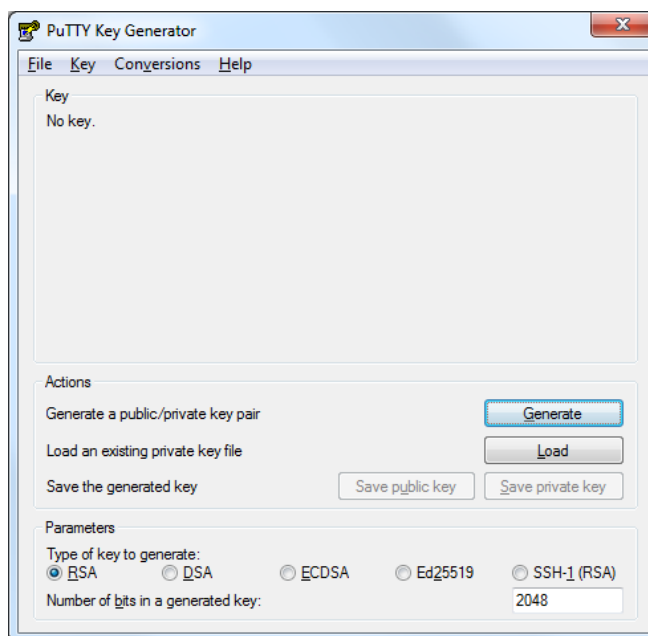 PuTTY Key Generator
File Key Conversions Help
Key
No key.
Actions
Generate a public/private key pair
Generate
Load an existing private key file
Load
Save the generated key
Save public key
Save private key
Parameters
Type of key to generate:
RSA DSA ECDSA Ed25519 SSH-1 (RSA)
Number of bits in a generated key:
2048